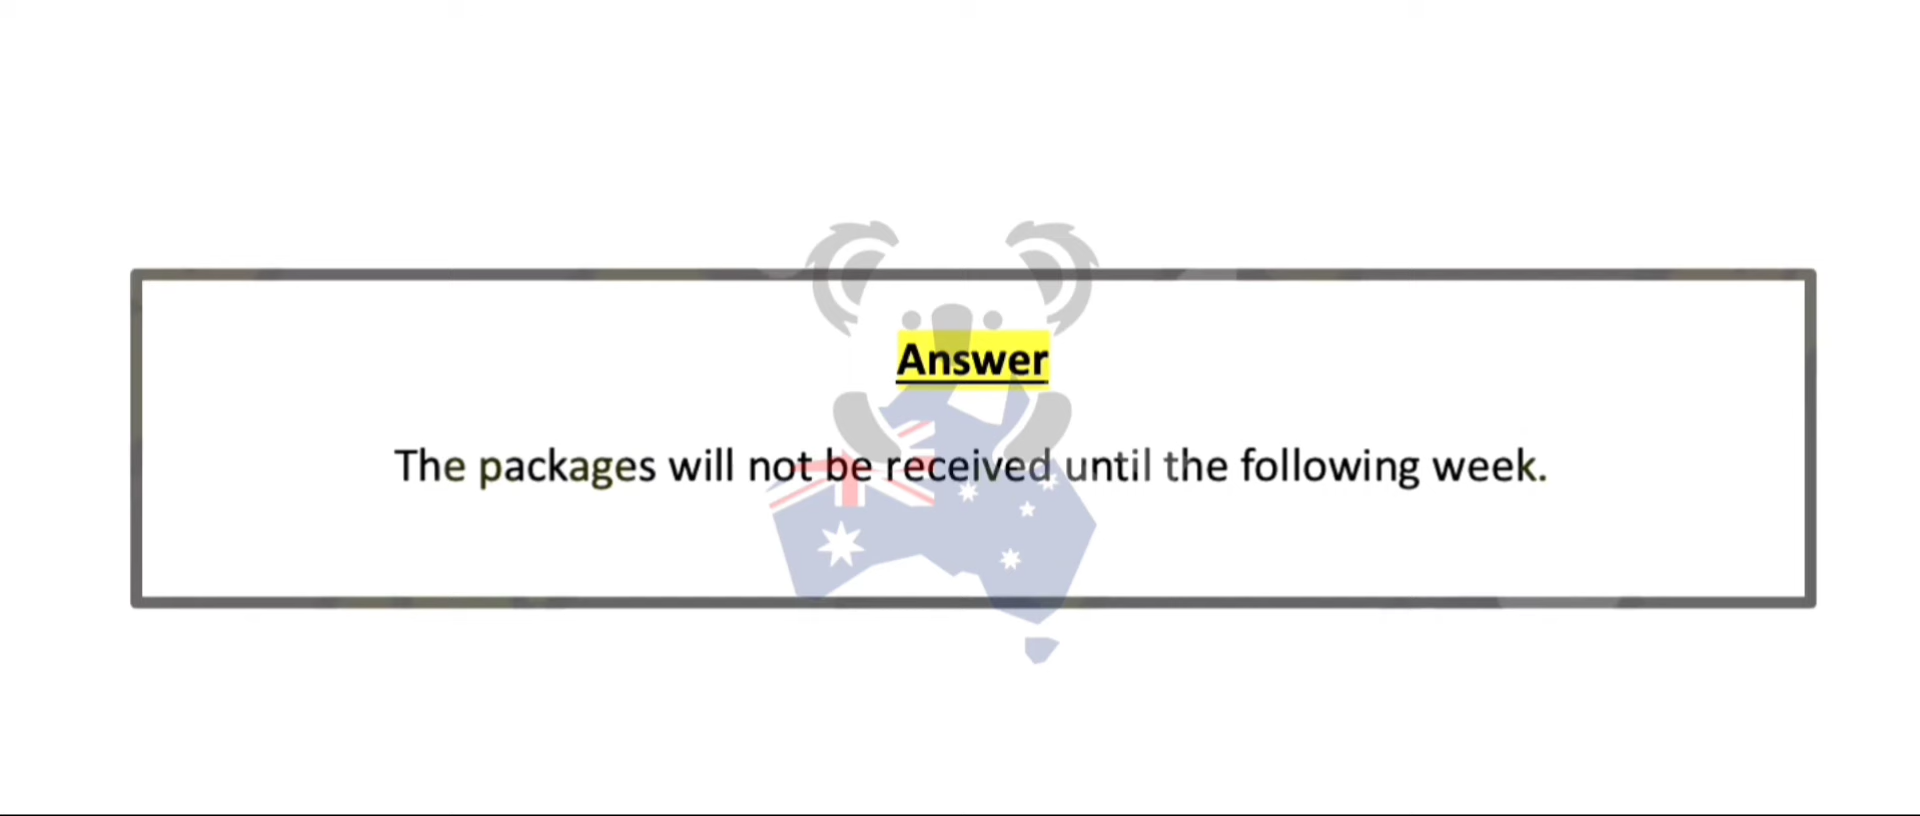 Answer
The packages will not be received until the following week.